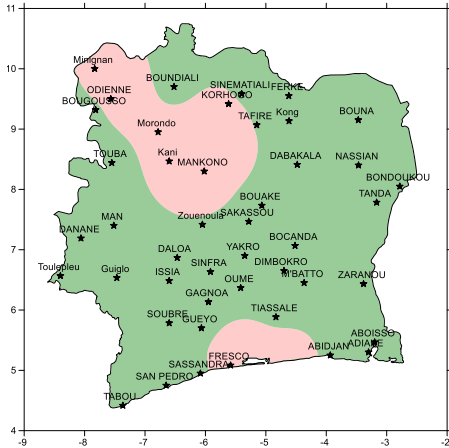 11
10
9
8
7
6
5
4
-9 -8 -7 -6 -5 -4 -3 -2
Minignan
BOUNDIALI
ODIENNE
SINEMATIALI
FERKE
BOUGOUSSO
KORHOGO
TAFIRE
Kong
BOUNA
Morondo
TOUBA
Kani
MANKONO
DABAKALA
NASSIAN
BONDOUKOU
TANDA
BOUAKE
Zouenoula
SAKASSOU
MAN
DANANE
BOCANDA
DALOA
YAKRO
DIMBOKRO
Toulepleu
Guiglo
ISSIA
SINFRA
OUME
M'BATTO
ZARANOU
GAGNOA
TIASSALE
SOUBRE
GUEYO
ABOISSO
ADIAKE
ABIDJAN
FRESCO
SASSANDRA
SAN PEDRO
TABOU